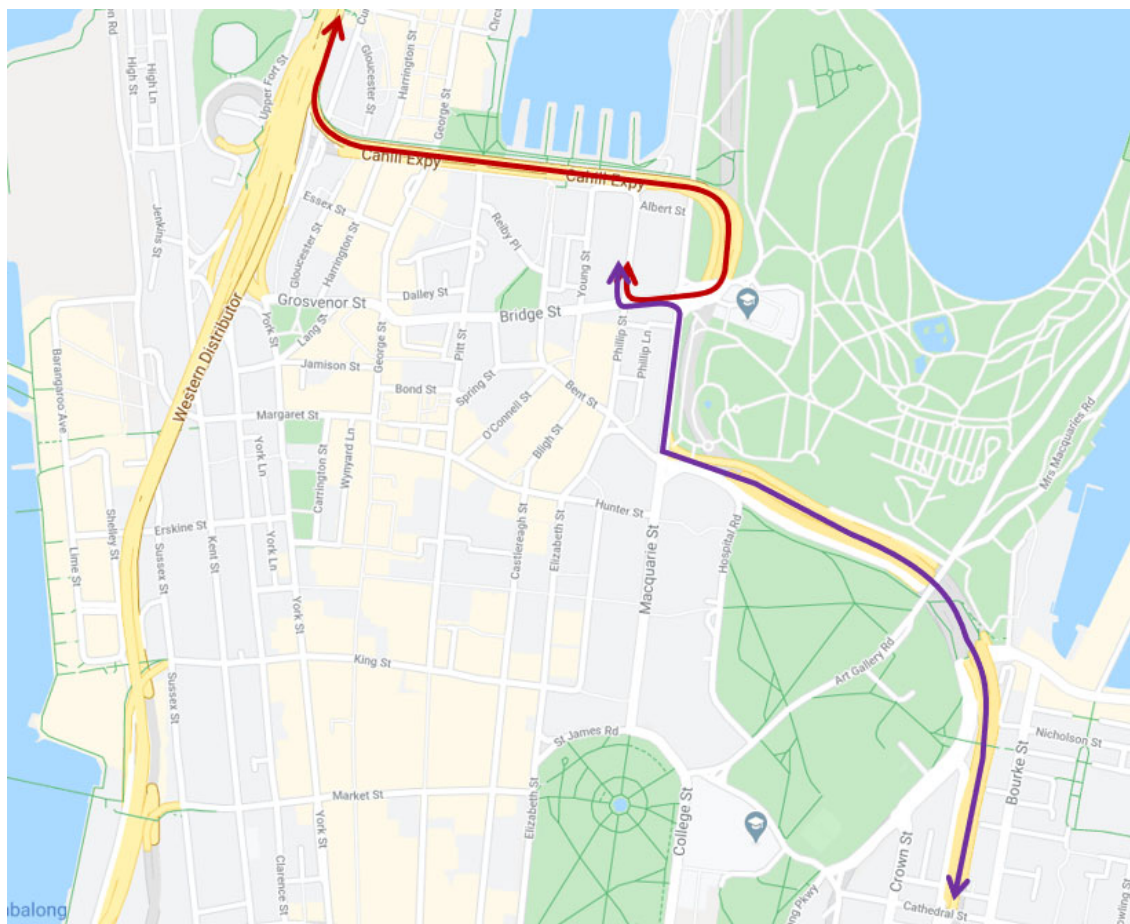 High St
High Ln
Upper Fort St
Gloucester St
Harrington St
George St
Cahill Expy
Cahill Expy
Albert St
Essex St
Reiby Pl
Jenkins St
Gloucester St
Harrington St
Young St
Dalley St
Grosvenor St
Bridge St
York St
Lang St
Pitt St
George St
Phillip St
Phillip Ln
Western Distributor
Barangaroo Ave
Jamison St
Spring St
Bond St
Bent St
O'Connell St
Bligh St
Margaret St
Wynyard Ln
York Ln
Carrington St
Mrs Macquaries Rd
Hunter St
Hospital Rd
Shelley St
Erskine St
Lime St
Sussex St
Kent St
York Ln
Castlereagh St
Elizabeth St
Macquarie St
York St
Art Gallery Rd
King St
Sussex St
St James Rd
Nicholson St
Bourke St
Market St
Elizabeth St
York St
College St
Crown St
Clarence St
Cathedral St